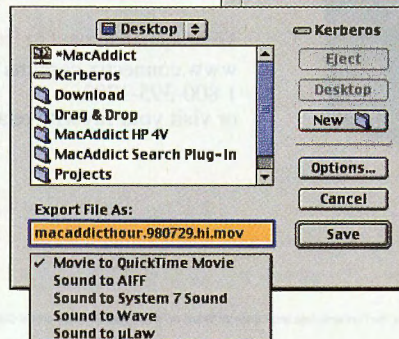 Desktop
Kerberos
*MacAddict
Kerberos
Download
Drag & Drop
MacAddict HP 4V
MacAddict Search Plug-In
Projects
Eject
Desktop
New
Options...
Cancel
Save
Export File As:
macaddicthour.980729.hi.mov
✓ Movie to QuickTime Movie
Sound to AIFF
Sound to System 7 Sound
Sound to Wave
Sound to µLaw